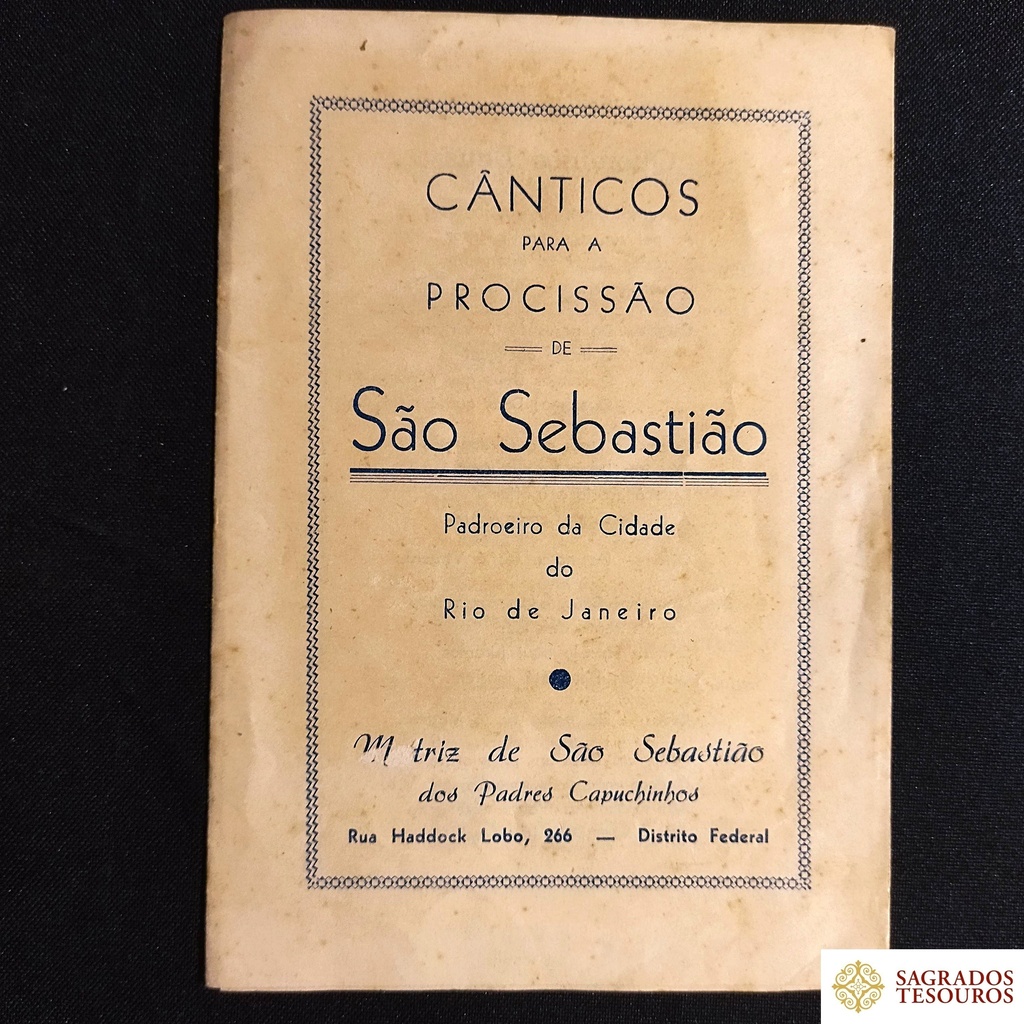 CÂNTICOS
PARA A
PROCISSÃO
DE
São Sebastião
Padroeiro da Cidade
do
Rio de Janeiro
M triz de São Sebastião
dos Padres Capuchinhos
Rua Haddock Lobo, 266 — Distrito Federal
SAGRADOS
TESOUROS